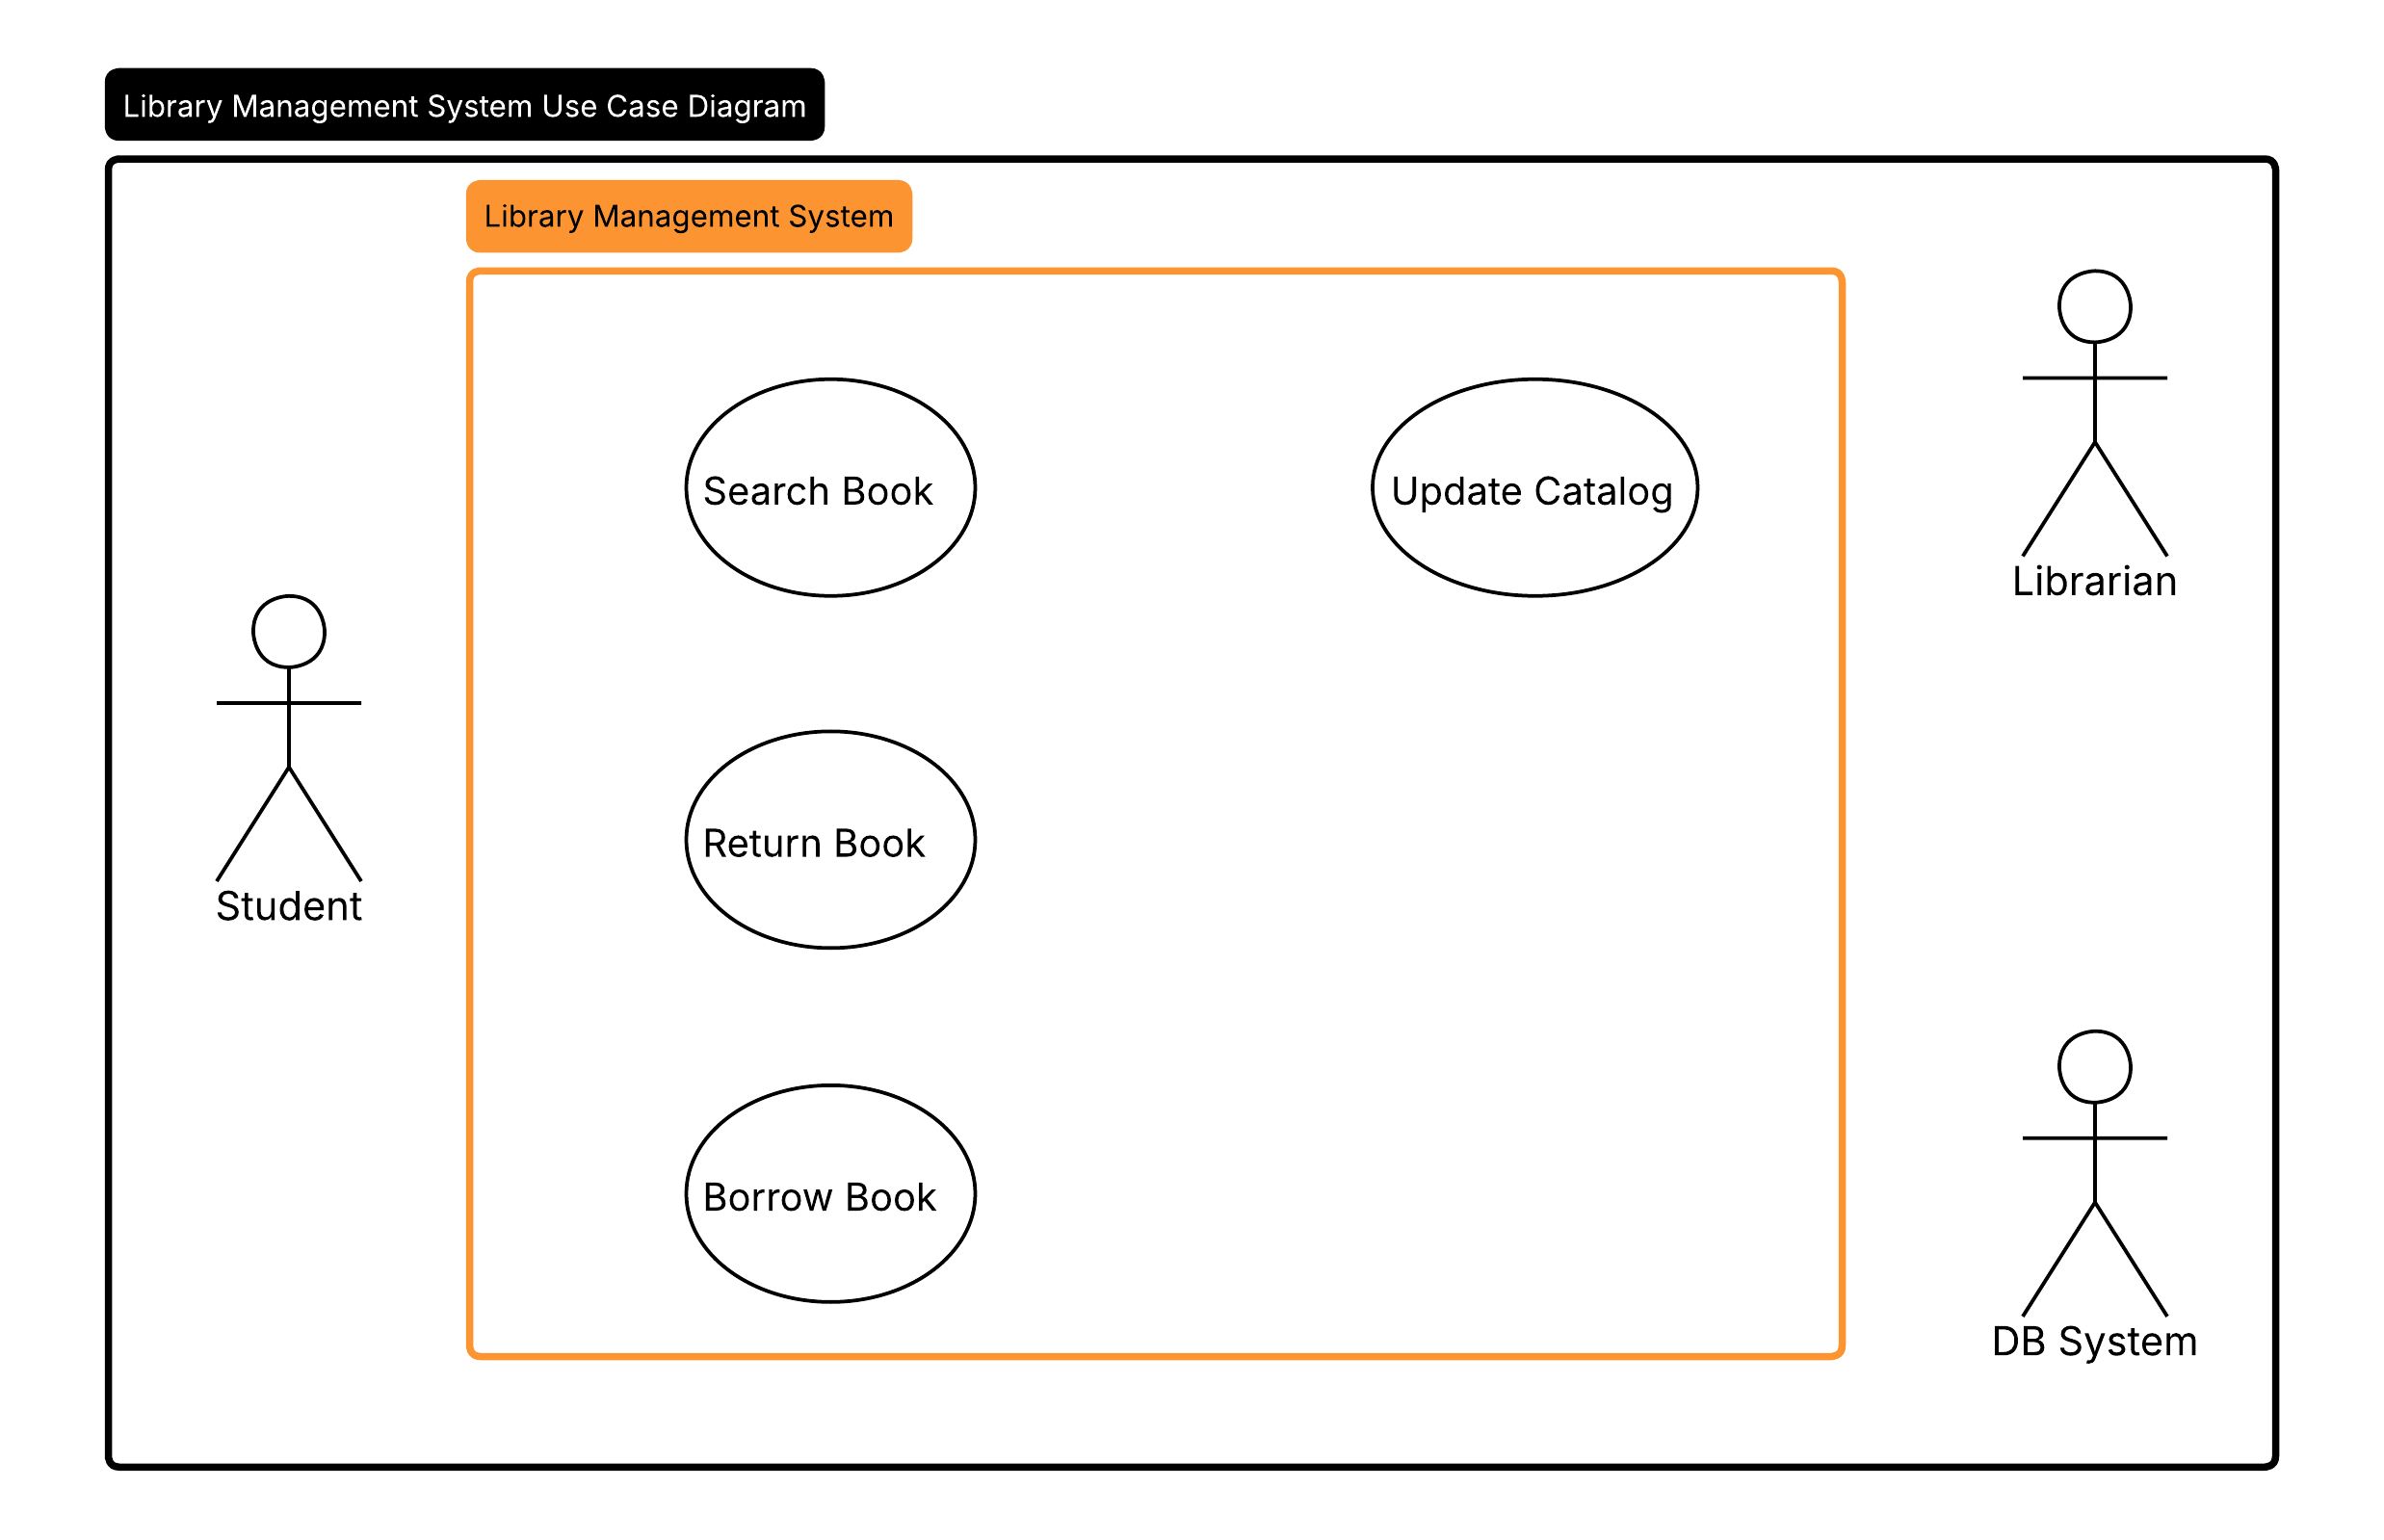 Library Management System Use Case Diagram
Library Management System
Search Book
Update Catalog
Librarian
Student
Return Book
Borrow Book
DB System